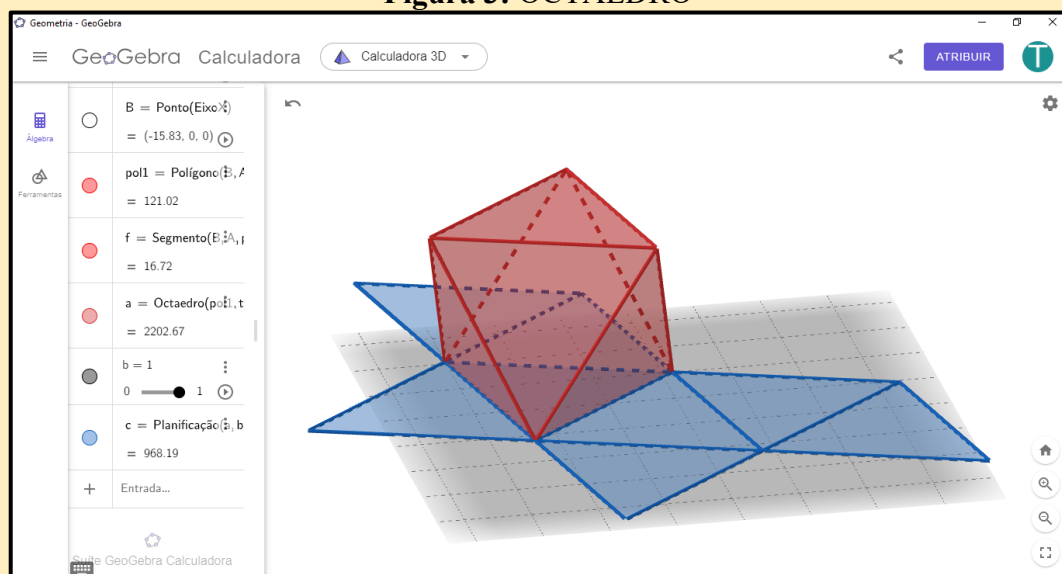 Figura 5: OCTAEDRO
Geometria - GeoGebra
GeoGebra Calculadora
Calculadora 3D
ATRIBUIR
T
Álgebra
Ferramentas
B = Ponto(EixoX)
= (-15.83, 0, 0)
pol1 = Polígono(B, A
= 121.02
f = Segmento(B, A, p
= 16.72
a = Octaedro(pol1, t
= 2202.67
b = 1
0 1
c = Planificação(a, b
= 968.19
+ Entrada...
Suíte GeoGebra Calculadora